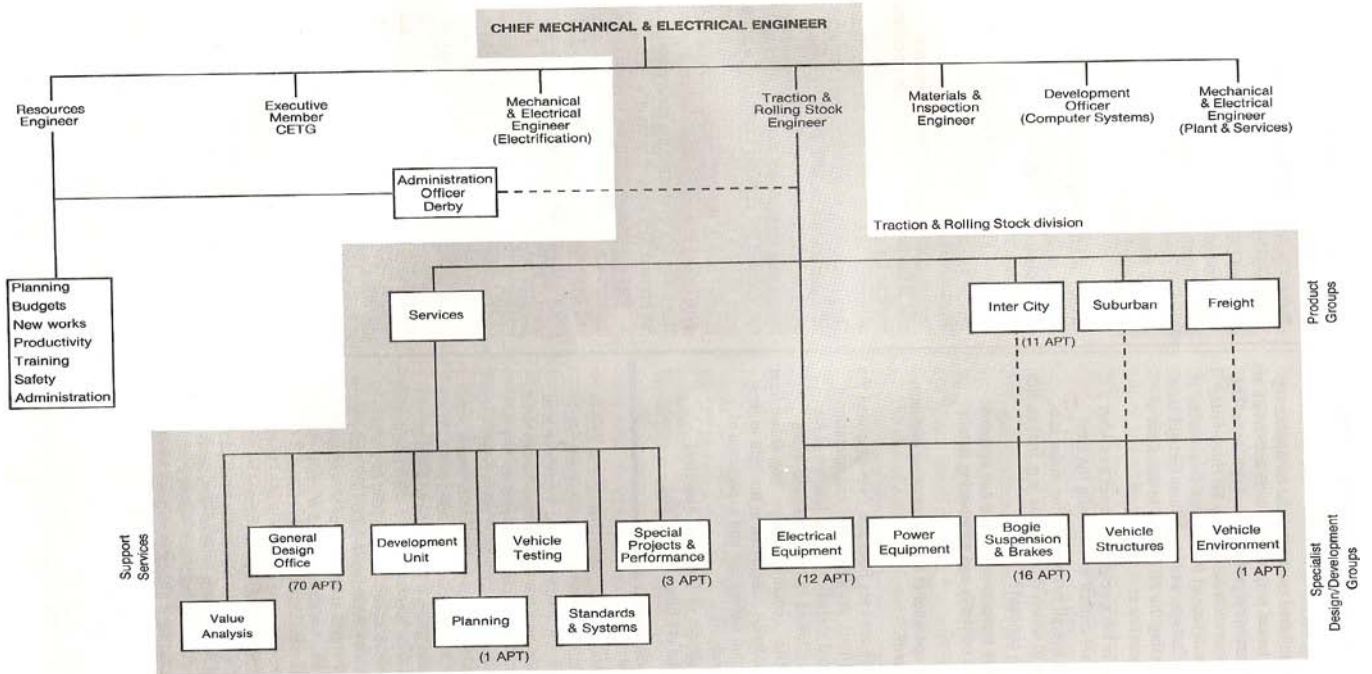 CHIEF MECHANICAL & ELECTRICAL ENGINEER
Resources
Engineer
Executive
Member
CETG
Mechanical
& Electrical
Engineer
(Electrification)
Traction &
Rolling Stock
Engineer
Materials &
Inspection
Engineer
Development
Officer
(Computer Systems)
Mechanical
& Electrical
Engineer
(Plant & Services)
Administration
Officer
Derby
Traction & Rolling Stock division
Planning
Budgets
New works
Productivity
Training
Safety
Administration
Services
Inter City
(11 APT)
Suburban
Freight
Product
Groups
Support
Services
Value
Analysis
General
Design
Office
(70 APT)
Development
Unit
Planning
(1 APT)
Vehicle
Testing
Standards
& Systems
Special
Projects &
Performance
(3 APT)
Electrical
Equipment
(12 APT)
Power
Equipment
Bogie
Suspension
& Brakes
(16 APT)
Vehicle
Structures
Vehicle
Environment
(1 APT)
Specialist
Design/Development
Groups